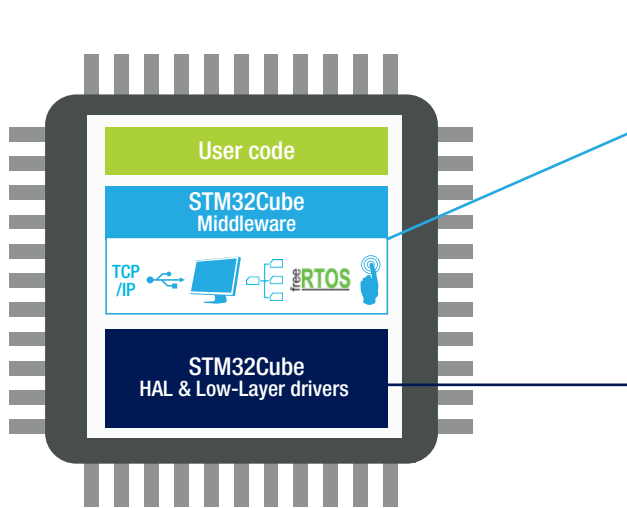 User code
STM32Cube
Middleware
TCP
/IP
free RTOS
STM32Cube
HAL & Low-Layer drivers